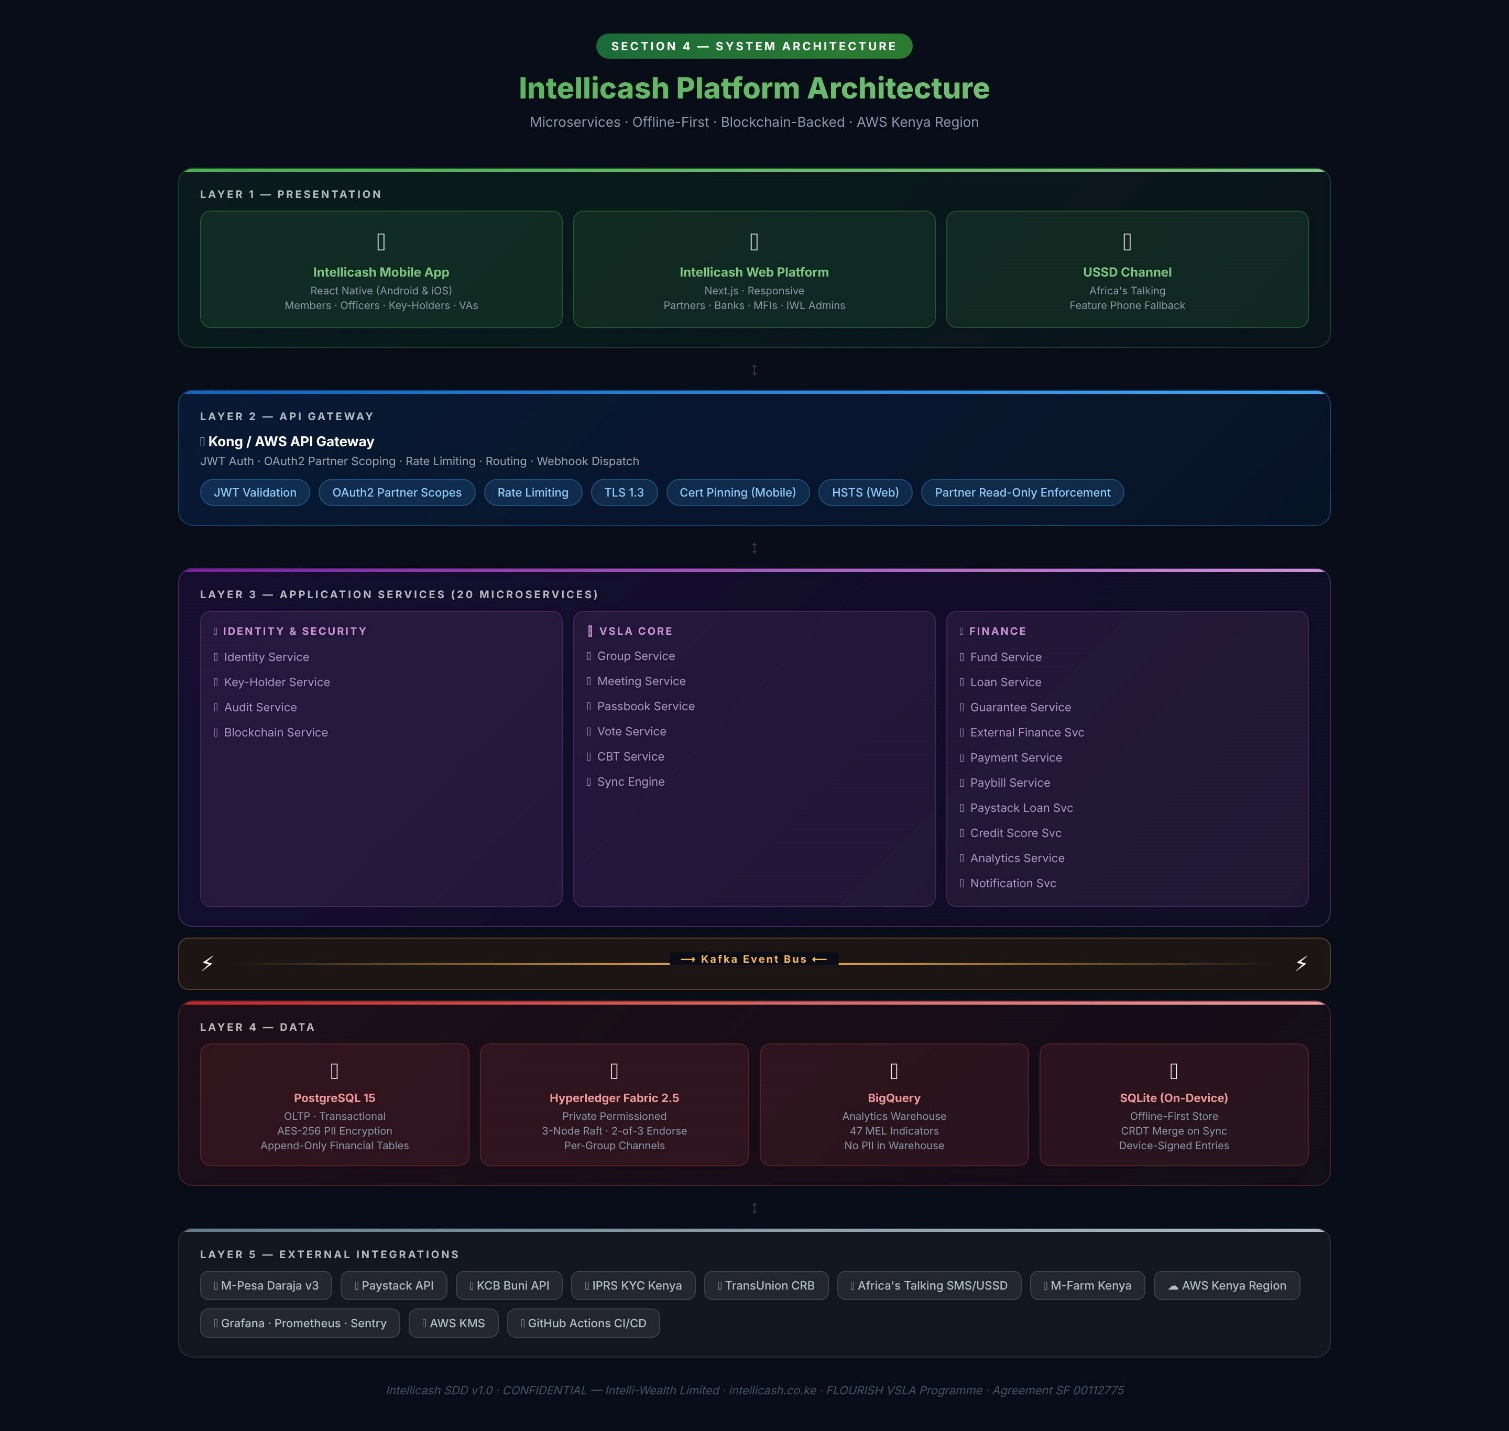 SECTION 4 — SYSTEM ARCHITECTURE
Intellicash Platform Architecture
Microservices · Offline-First · Blockchain-Backed · AWS Kenya Region
LAYER 1 — PRESENTATION
Intellicash Mobile App
React Native (Android & iOS)
Members · Officers · Key-Holders · VAs
Intellicash Web Platform
Next.js · Responsive
Partners · Banks · MFIs · IWL Admins
USSD Channel
Africa's Talking
Feature Phone Fallback
↕
LAYER 2 — API GATEWAY
Kong / AWS API Gateway
JWT Auth · OAuth2 Partner Scoping · Rate Limiting · Routing · Webhook Dispatch
JWT Validation
OAuth2 Partner Scopes
Rate Limiting
TLS 1.3
Cert Pinning (Mobile)
HSTS (Web)
Partner Read-Only Enforcement
↕
LAYER 3 — APPLICATION SERVICES (20 MICROSERVICES)
IDENTITY & SECURITY
Identity Service
Key-Holder Service
Audit Service
Blockchain Service
VSLA CORE
Group Service
Meeting Service
Passbook Service
Vote Service
CBT Service
Sync Engine
FINANCE
Fund Service
Loan Service
Guarantee Service
External Finance Svc
Payment Service
Paybill Service
Paystack Loan Svc
Credit Score Svc
Analytics Service
Notification Svc
⚡ ⟶ Kafka Event Bus ⟵ ⚡
LAYER 4 — DATA
PostgreSQL 15
OLTP · Transactional
AES-256 PII Encryption
Append-Only Financial Tables
Hyperledger Fabric 2.5
Private Permissioned
3-Node Raft · 2-of-3 Endorse
Per-Group Channels
BigQuery
Analytics Warehouse
47 MEL Indicators
No PII in Warehouse
SQLite (On-Device)
Offline-First Store
CRDT Merge on Sync
Device-Signed Entries
↕
LAYER 5 — EXTERNAL INTEGRATIONS
M-Pesa Daraja v3
Paystack API
KCB Buni API
IPRS KYC Kenya
TransUnion CRB
Africa's Talking SMS/USSD
M-Farm Kenya
☁ AWS Kenya Region
Grafana · Prometheus · Sentry
AWS KMS
GitHub Actions CI/CD
Intellicash SDD v1.0 · CONFIDENTIAL — Intelli-Wealth Limited · intellicash.co.ke · FLOURISH VSLA Programme · Agreement SF 00112775